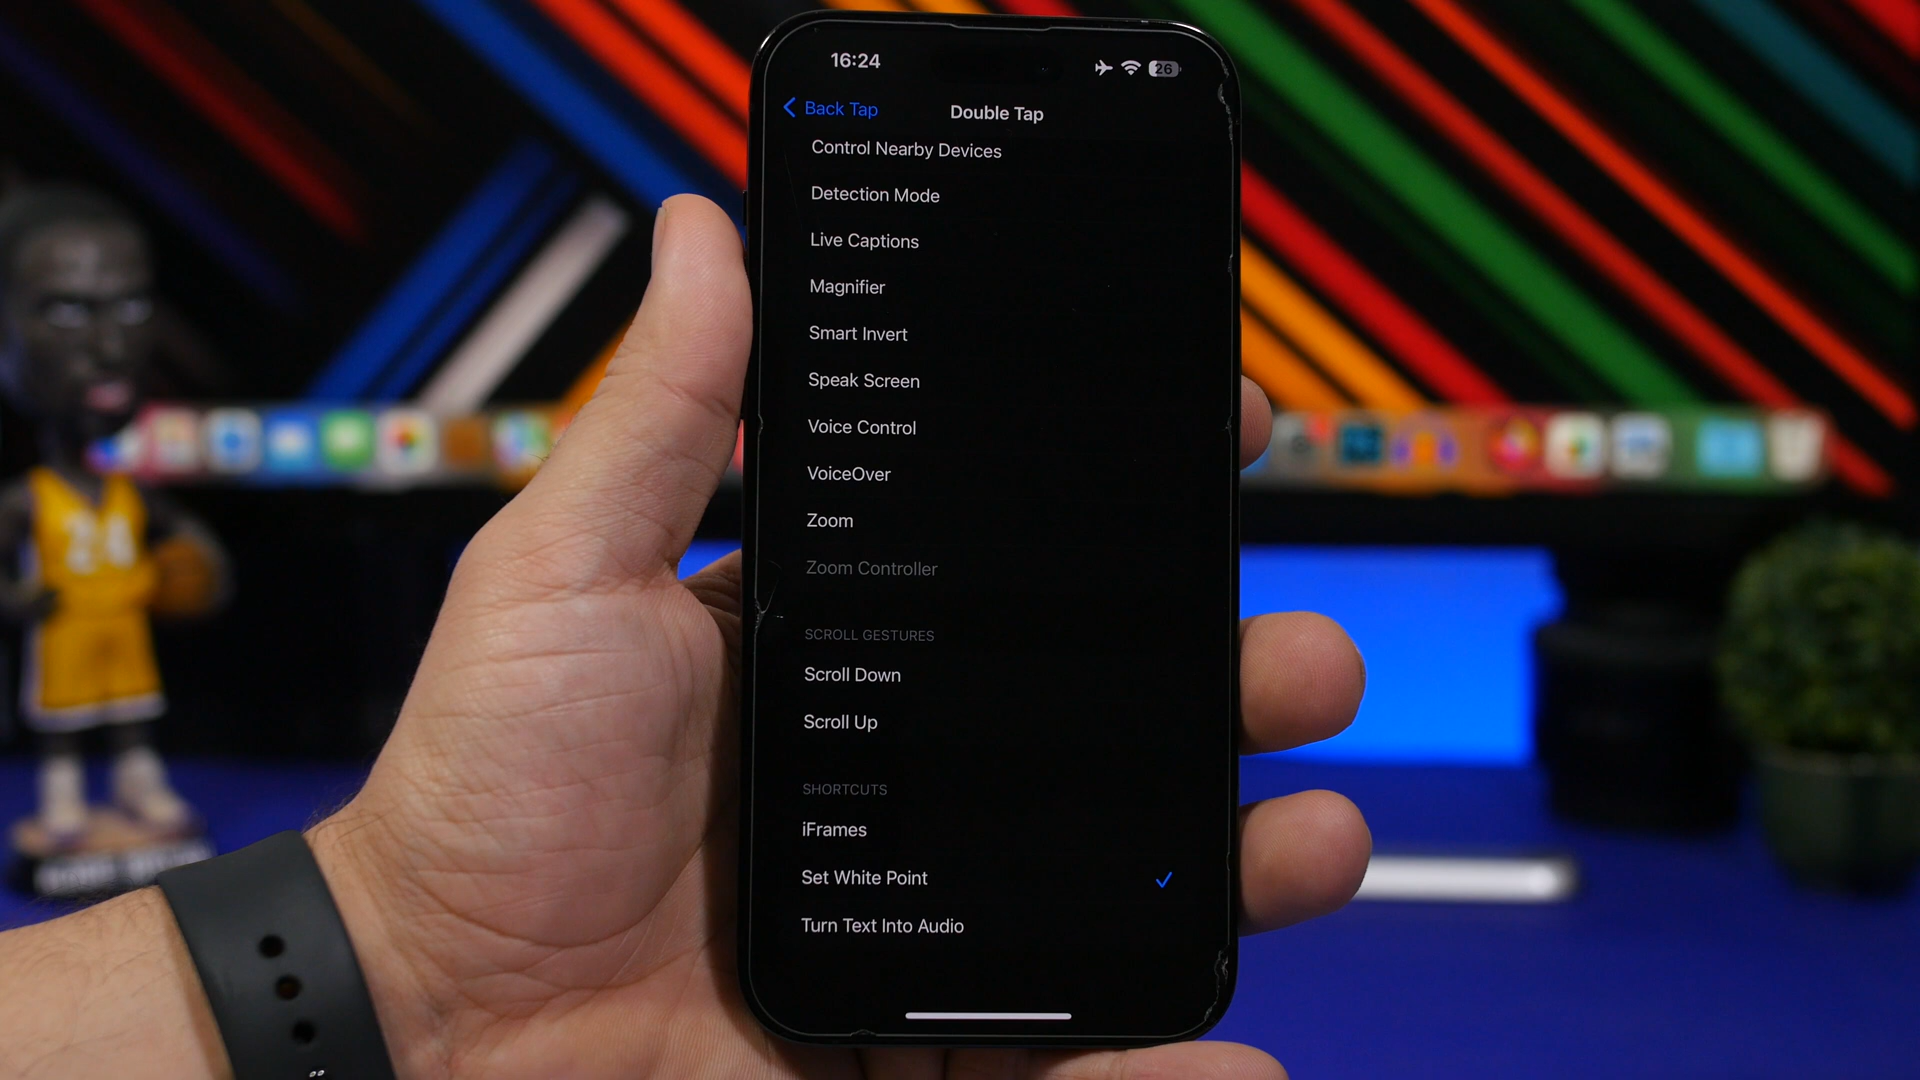 16:24
26
Back Tap
Double Tap
Control Nearby Devices
Detection Mode
Live Captions
Magnifier
Smart Invert
Speak Screen
Voice Control
VoiceOver
Zoom
Zoom Controller
SCROLL GESTURES
Scroll Down
Scroll Up
SHORTCUTS
iFrames
Set White Point
Turn Text Into Audio
24